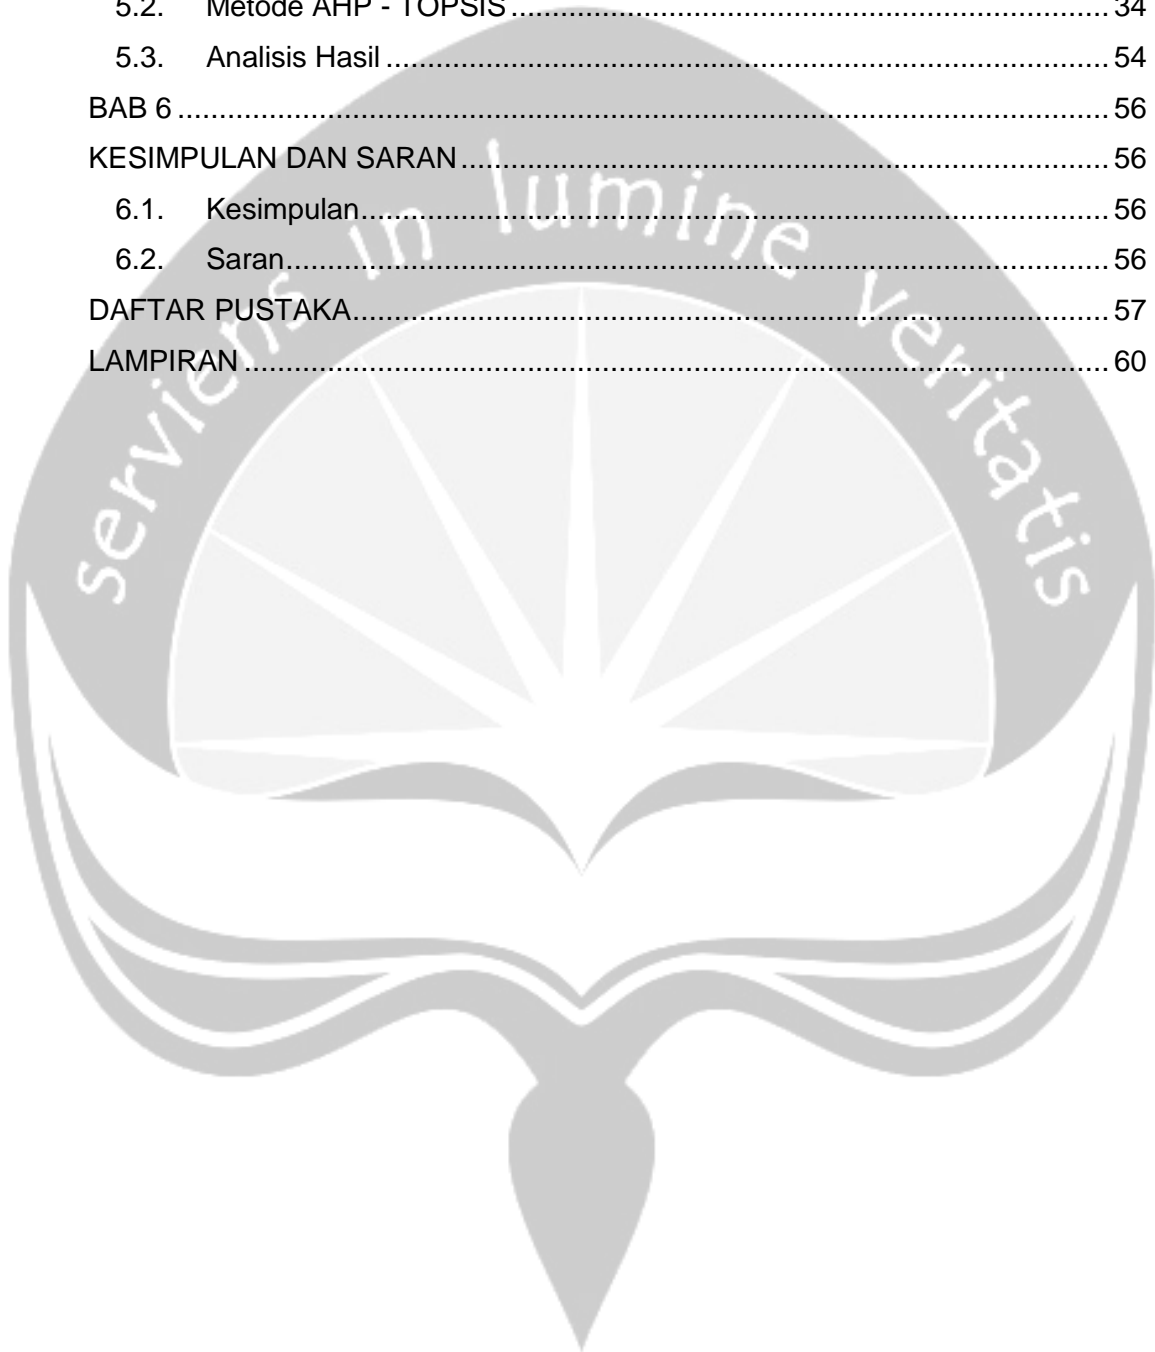 5.2. Metode AHP - TOPSIS ........................................................................ 34
5.3. Analisis Hasil ........................................................................ 54
BAB 6 ........................................................................ 56
KESIMPULAN DAN SARAN ........................................................................ 56
6.1. Kesimpulan ........................................................................ 56
6.2. Saran ........................................................................ 56
DAFTAR PUSTAKA ........................................................................ 57
LAMPIRAN ........................................................................ 60
serviens in lumine veritatis